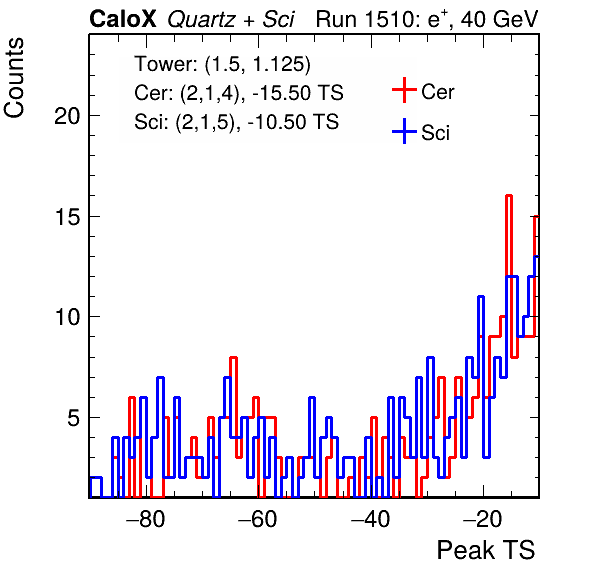 CaloX Quartz + Sci Run 1510: e+, 40 GeV
Counts
Tower: (1.5, 1.125)
Cer: (2,1,4), -15.50 TS
Sci: (2,1,5), -10.50 TS
Cer
Sci
20
15
10
5
−80 −60 −40 −20
Peak TS